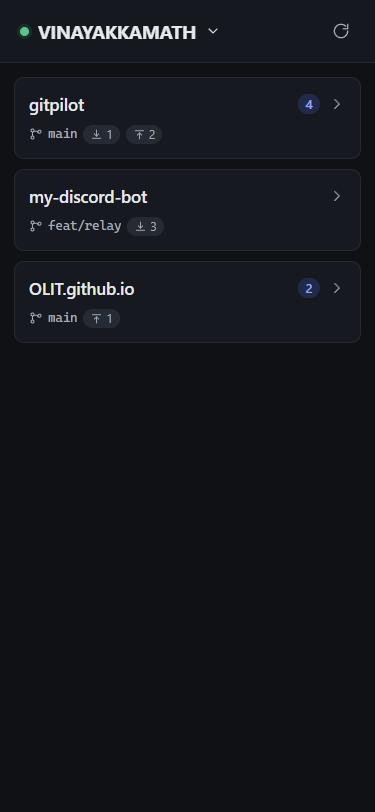 VINAYAKKAMATH
gitpilot 4
main 1 2
my-discord-bot
feat/relay 3
OLIT.github.io 2
main 1